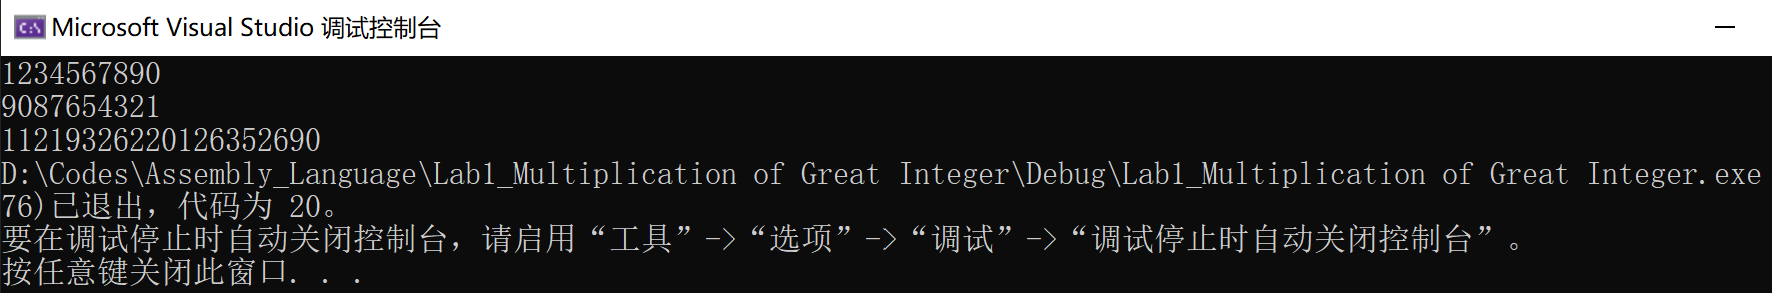 Microsoft Visual Studio 调试控制台
1234567890
9087654321
11219326220126352690
D:\Codes\Assembly_Language\Lab1_Multiplication of Great Integer\Debug\Lab1_Multiplication of Great Integer.exe
76)已退出，代码为 20。
要在调试停止时自动关闭控制台，请启用“工具”->“选项”->“调试”->“调试停止时自动关闭控制台”。
按任意键关闭此窗口. . .